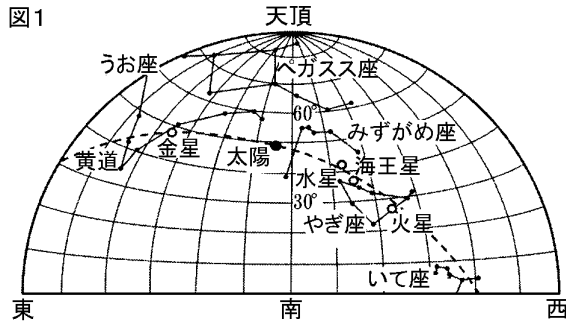 図1
天頂
うお座
ペガスス座
60°
みずがめ座
黄道
金星
太陽
水星
海王星
30°
やぎ座
火星
いて座
東
南
西